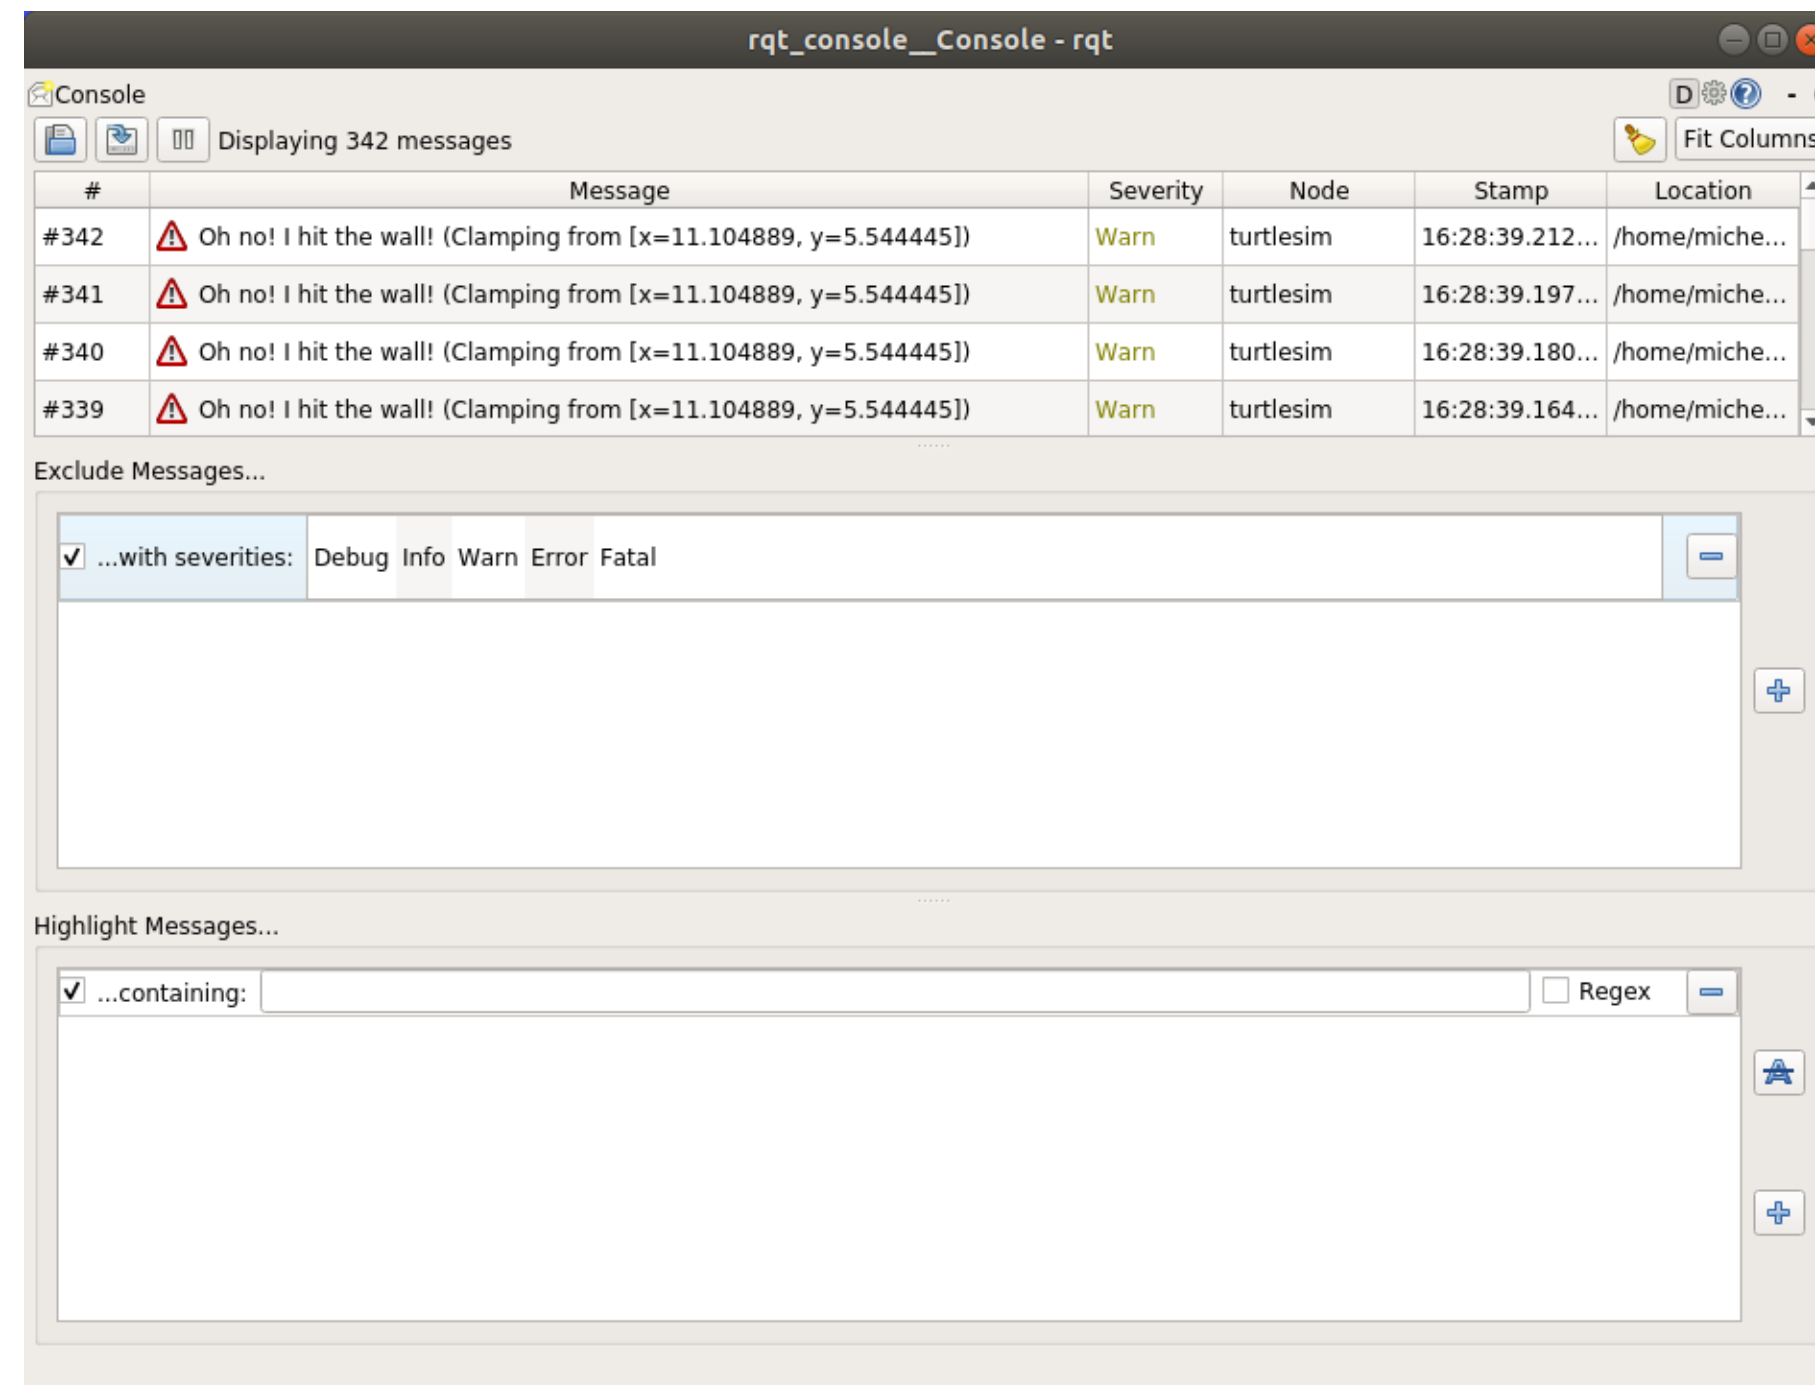 rqt_console__Console - rqt
Console D -
Displaying 342 messages Fit Columns
# Message Severity Node Stamp Location
#342 Oh no! I hit the wall! (Clamping from [x=11.104889, y=5.544445]) Warn turtlesim 16:28:39.212... /home/miche...
#341 Oh no! I hit the wall! (Clamping from [x=11.104889, y=5.544445]) Warn turtlesim 16:28:39.197... /home/miche...
#340 Oh no! I hit the wall! (Clamping from [x=11.104889, y=5.544445]) Warn turtlesim 16:28:39.180... /home/miche...
#339 Oh no! I hit the wall! (Clamping from [x=11.104889, y=5.544445]) Warn turtlesim 16:28:39.164... /home/miche...
Exclude Messages...
...with severities: Debug Info Warn Error Fatal
Highlight Messages...
...containing: Regex